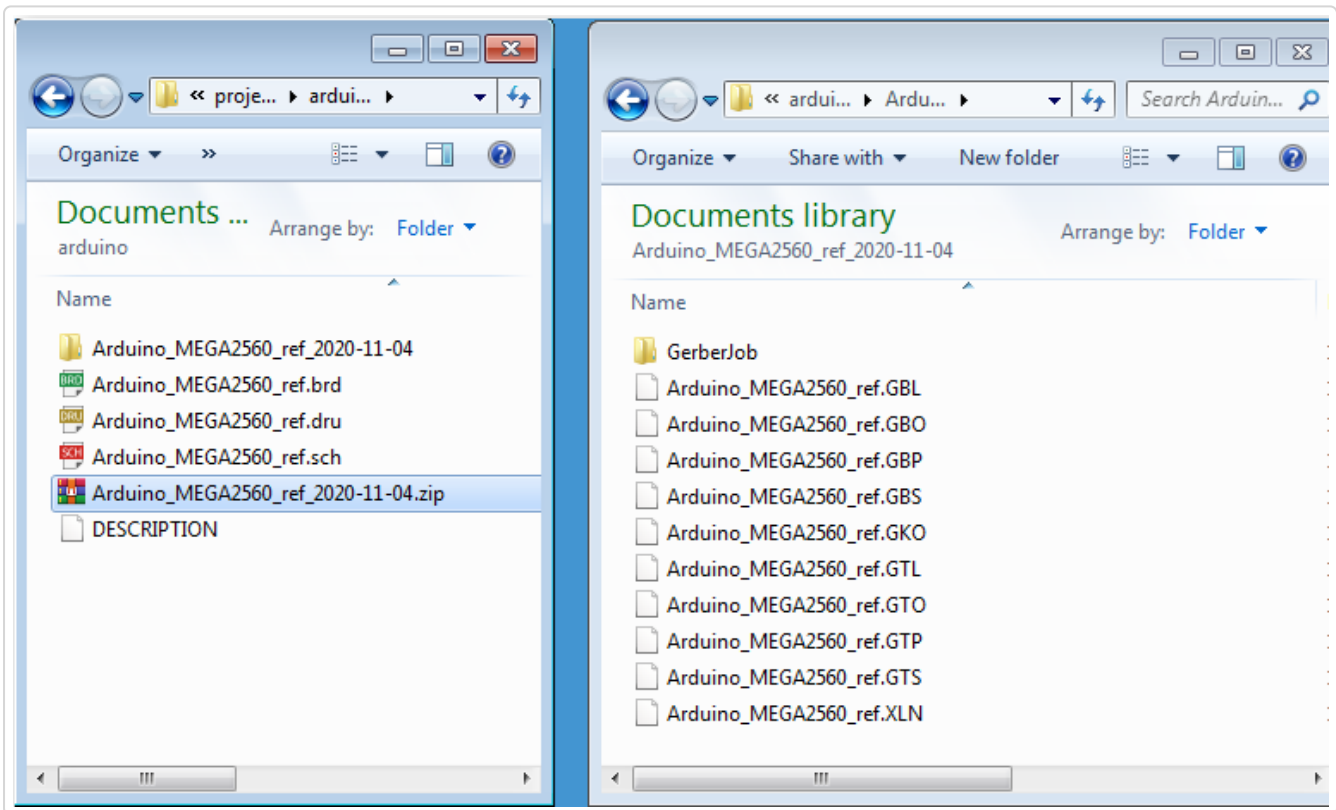 « proje... ▸ ardui... ▸
Organize »
Documents ...
arduino
Arrange by: Folder
Name
Arduino_MEGA2560_ref_2020-11-04
BRD Arduino_MEGA2560_ref.brd
DRU Arduino_MEGA2560_ref.dru
SCH Arduino_MEGA2560_ref.sch
Arduino_MEGA2560_ref_2020-11-04.zip
DESCRIPTION
« ardui... ▸ Ardu... ▸ Search Arduin...
Organize Share with New folder
Documents library
Arduino_MEGA2560_ref_2020-11-04
Arrange by: Folder
Name
GerberJob
Arduino_MEGA2560_ref.GBL
Arduino_MEGA2560_ref.GBO
Arduino_MEGA2560_ref.GBP
Arduino_MEGA2560_ref.GBS
Arduino_MEGA2560_ref.GKO
Arduino_MEGA2560_ref.GTL
Arduino_MEGA2560_ref.GTO
Arduino_MEGA2560_ref.GTP
Arduino_MEGA2560_ref.GTS
Arduino_MEGA2560_ref.XLN